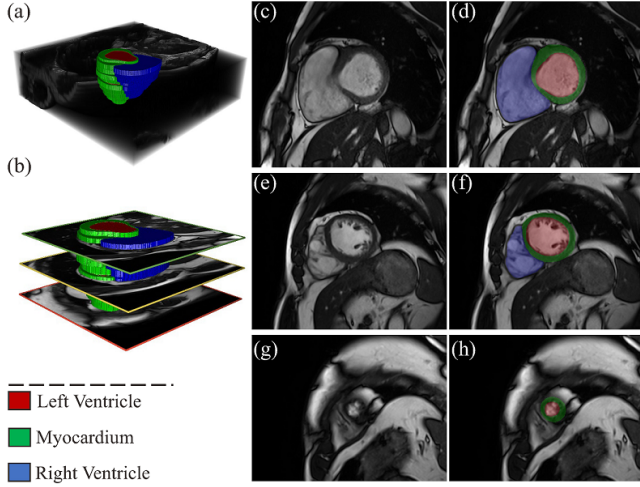 (a)
(b)
(c)
(d)
(e)
(f)
(g)
(h)
Left Ventricle
Myocardium
Right Ventricle